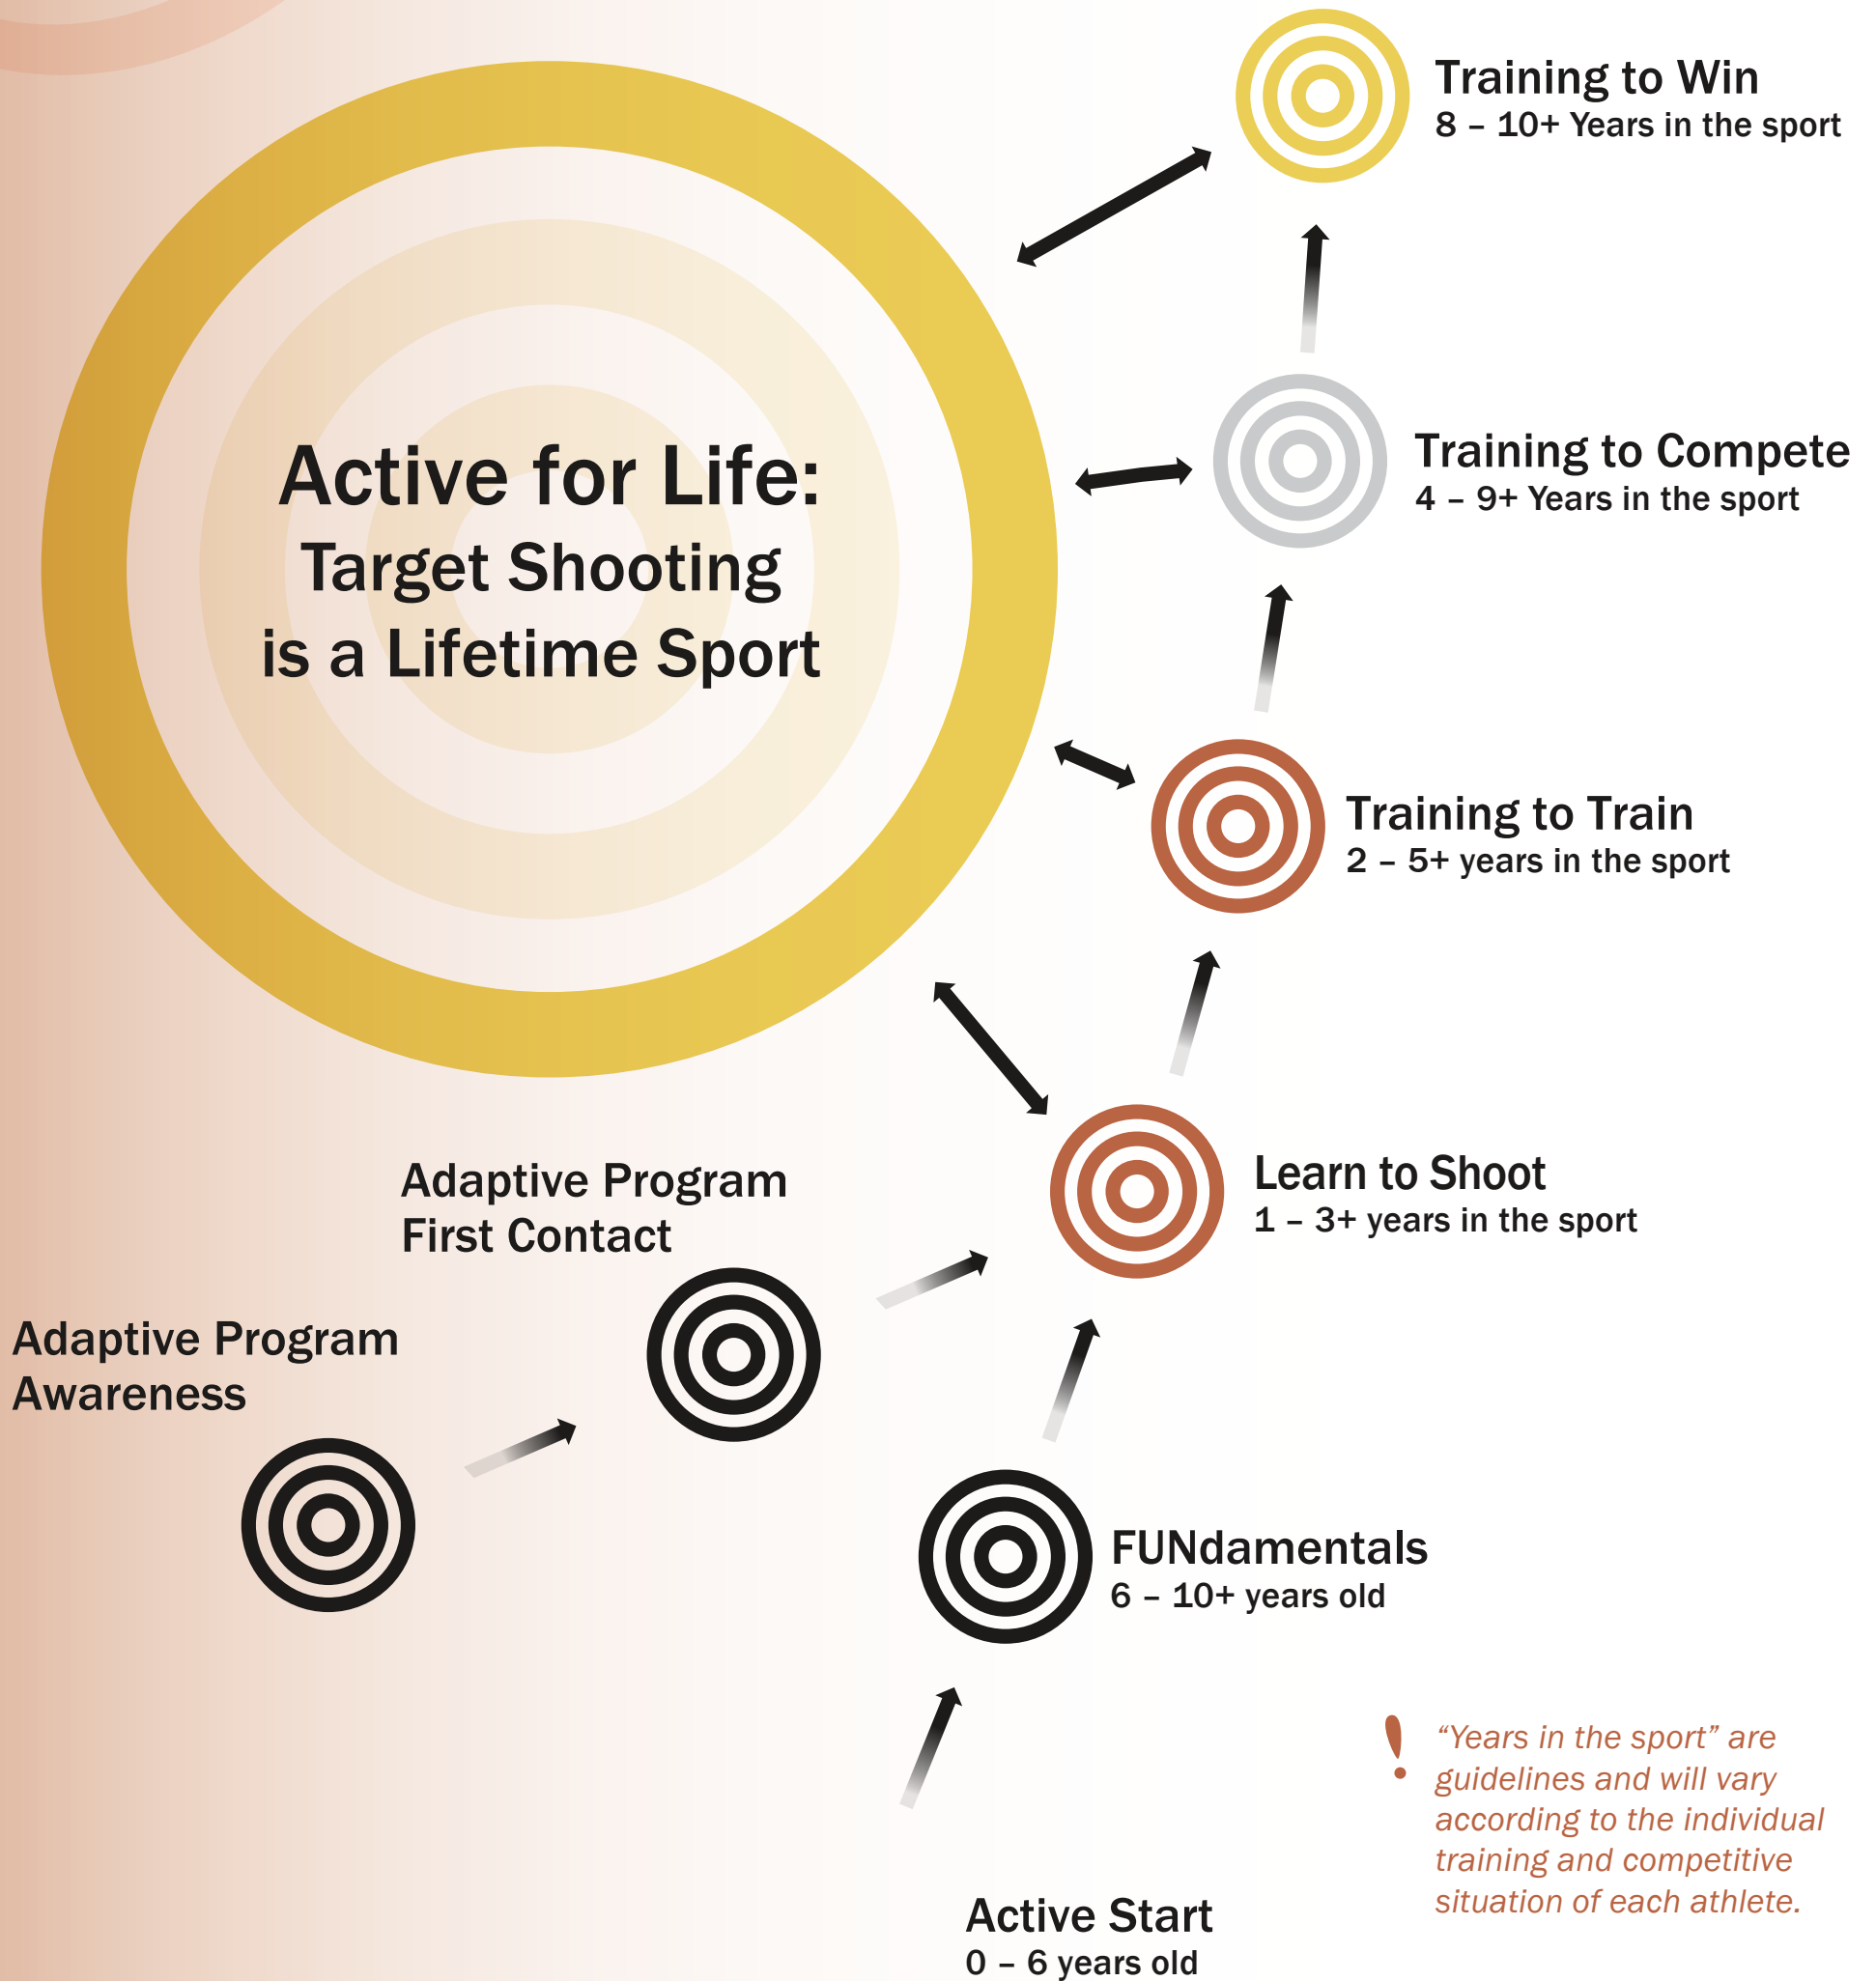 Training to Win
8 – 10+ Years in the sport
Active for Life:
Target Shooting
is a Lifetime Sport
Training to Compete
4 – 9+ Years in the sport
Training to Train
2 – 5+ years in the sport
Learn to Shoot
1 – 3+ years in the sport
Adaptive Program
First Contact
Adaptive Program
Awareness
FUNdamentals
6 – 10+ years old
Active Start
0 – 6 years old
! “Years in the sport” are
guidelines and will vary
according to the individual
training and competitive
situation of each athlete.